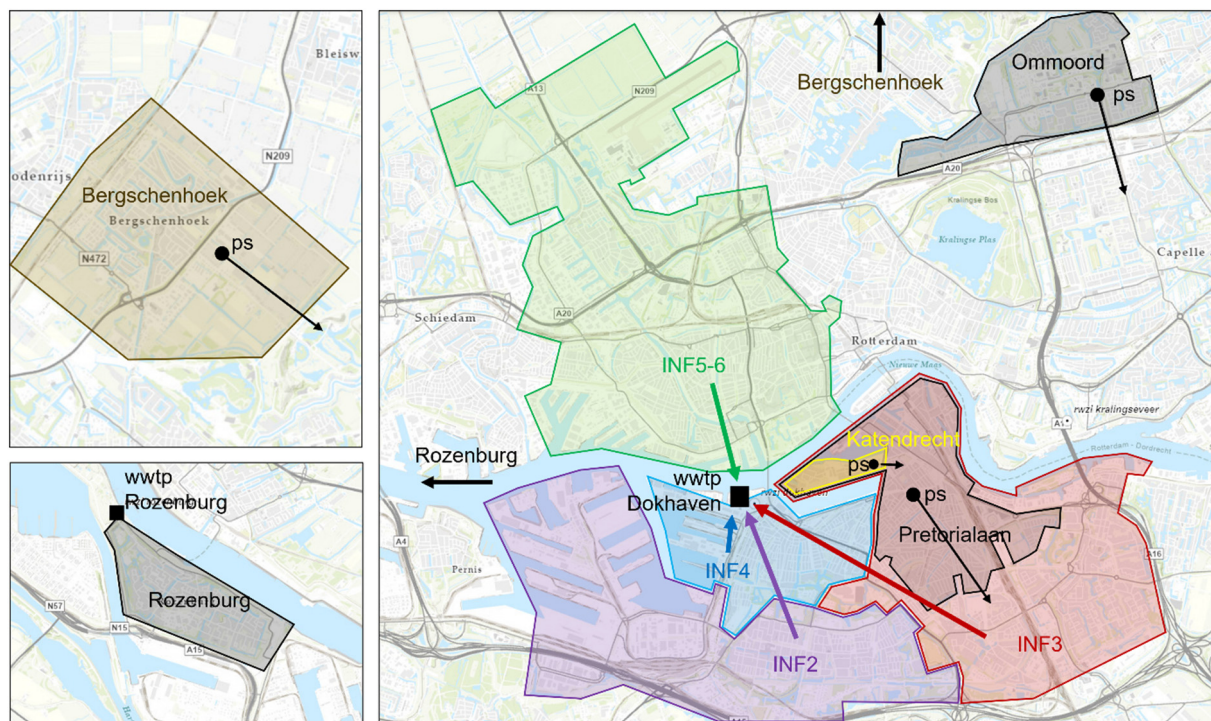 Bleisw
N209
odenrijs
Bergschenhoek
Bergschenhoek
ps
N472
wwtp
Rozenburg
Rozenburg
N57
N15
A15
A13
N209
Bergschenhoek
Ommoord
ps
A20
Kralingse Bos
Kralingse Plas
Capelle
A20
Schiedam
Rotterdam
INF5-6
Nieuwe Maas
rwzi kralingseveer
Katendrecht
Rotterdam - Dordrecht
Rozenburg
ps
wwtp
Dokhaven
ps
Pretorialaan
A4
Pernis
INF4
A16
INF2
INF3